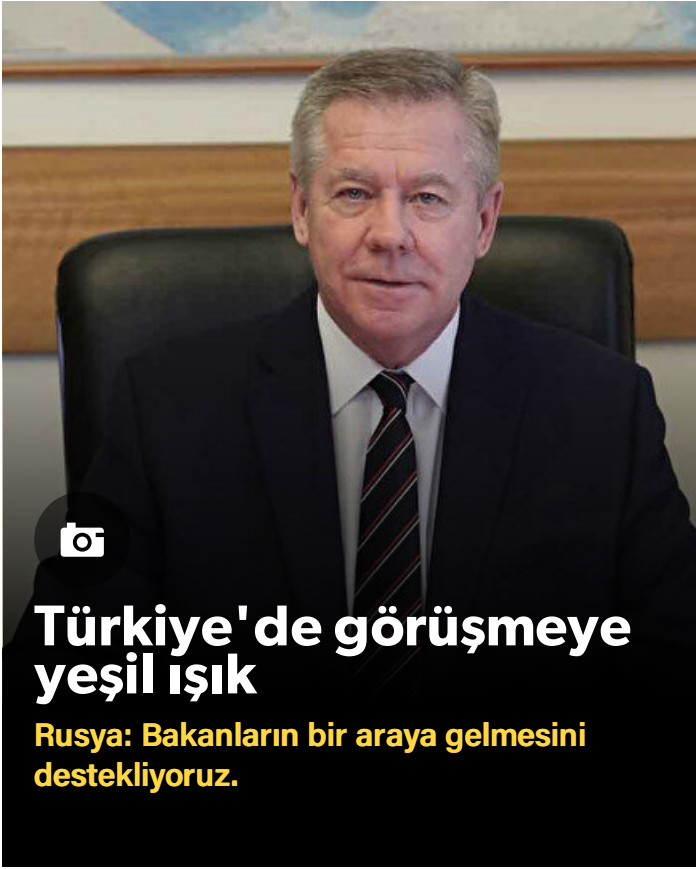 Türkiye'de görüşmeye
yeşil ışık
Rusya: Bakanların bir araya gelmesini
destekliyoruz.